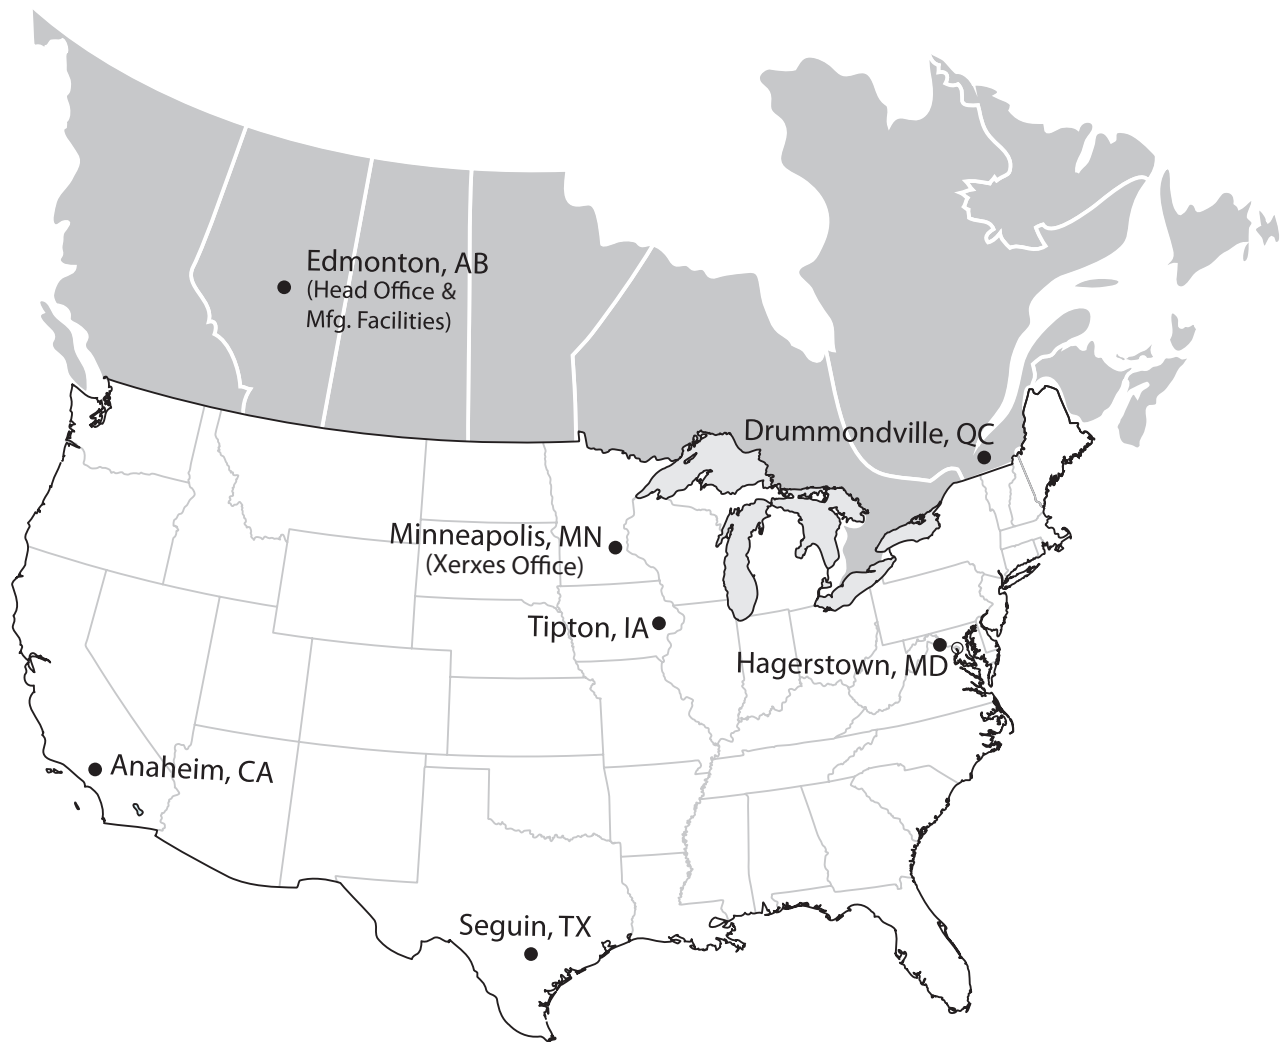 Edmonton, AB
(Head Office &
Mfg. Facilities)
Drummondville, QC
Minneapolis, MN
(Xerxes Office)
Tipton, IA
Hagerstown, MD
Anaheim, CA
Seguin, TX